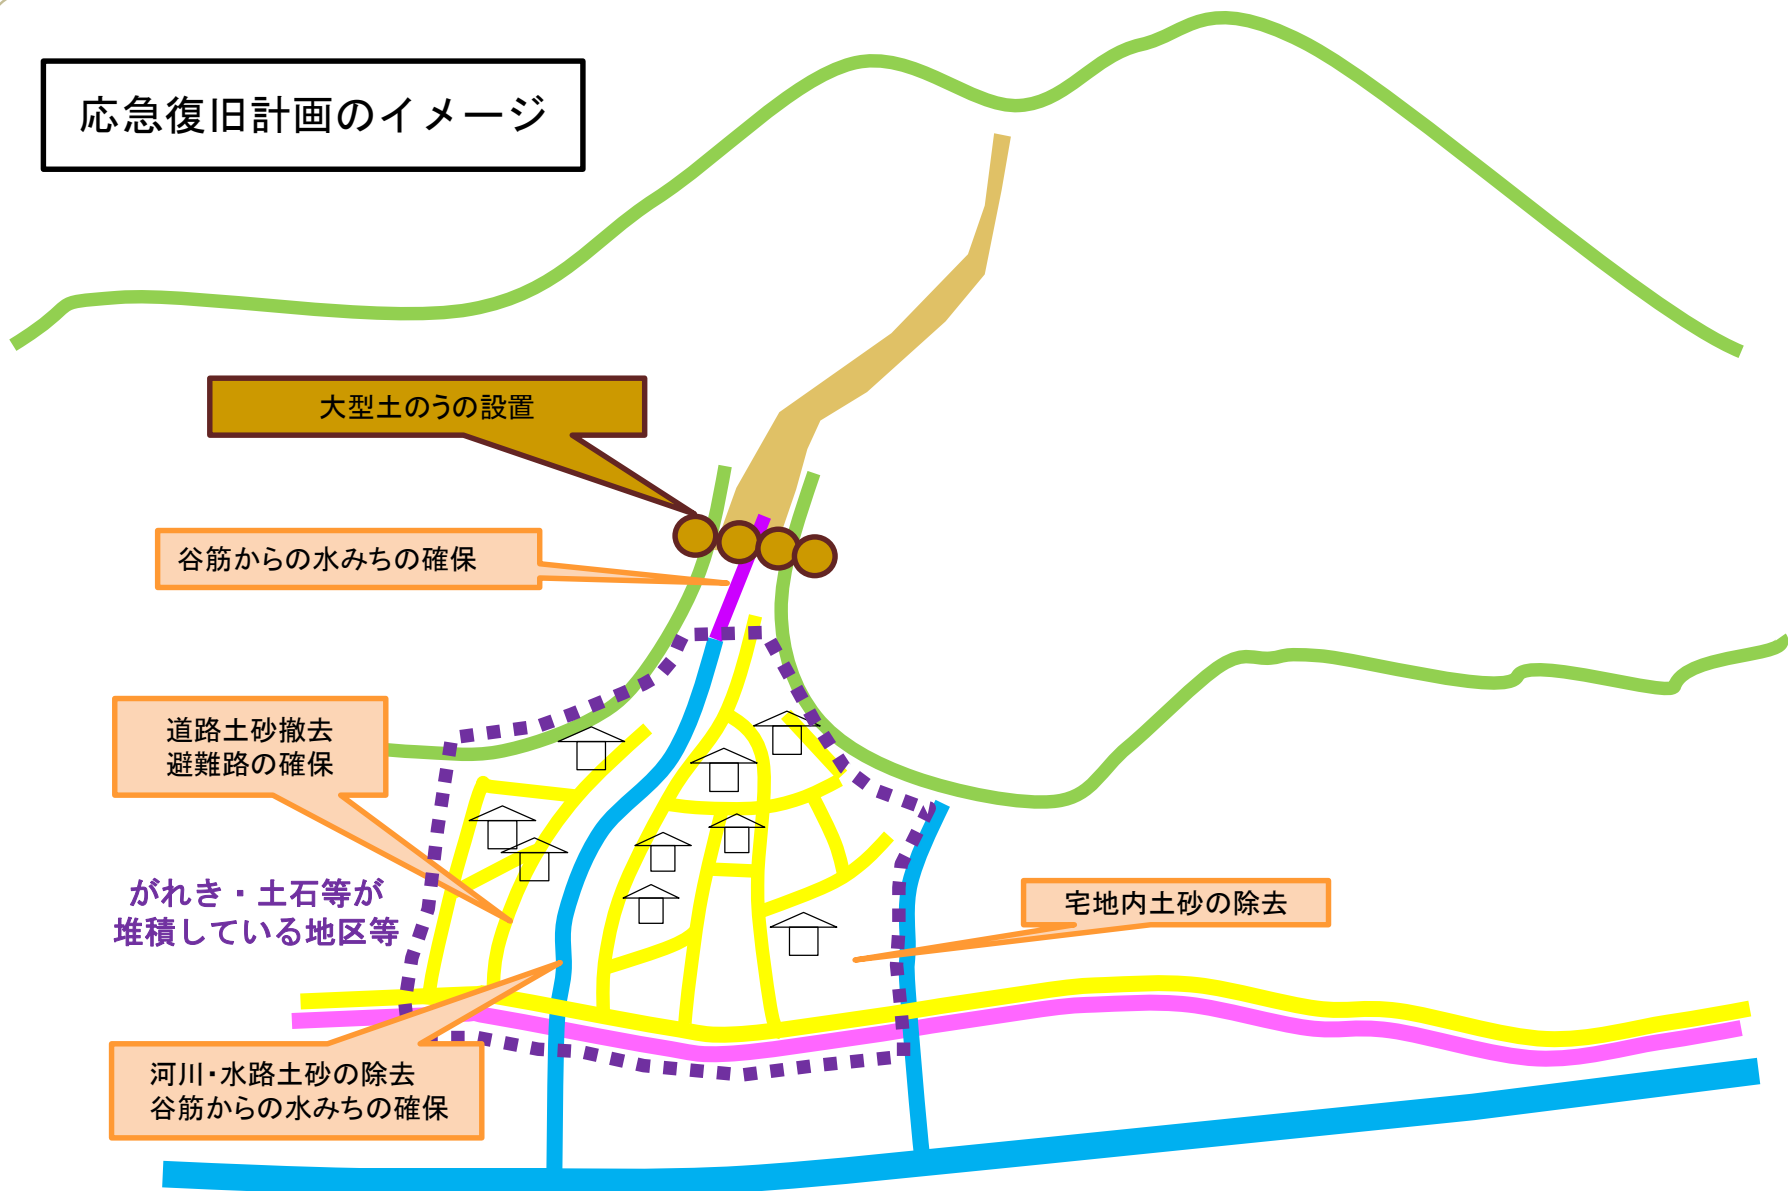 応急復旧計画のイメージ
大型土のうの設置
谷筋からの水みちの確保
道路土砂撤去
避難路の確保
がれき・土石等が
堆積している地区等
宅地内土砂の除去
河川・水路土砂の除去
谷筋からの水みちの確保